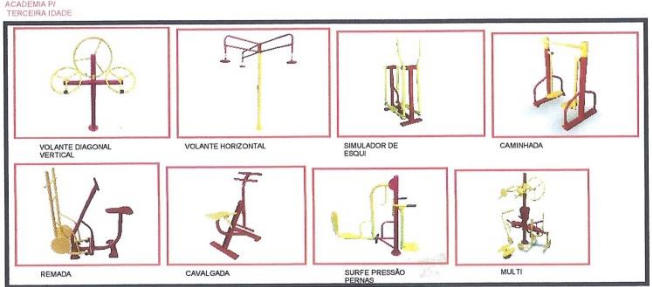 ACADEMIA P/
TERCEIRA IDADE
VOLANTE DIAGONAL
VERTICAL
VOLANTE HORIZONTAL
SIMULADOR DE
ESQUI
CAMINHADA
REMADA
CAVALGADA
SURFE PRESSÃO
PERNAS
MULTI